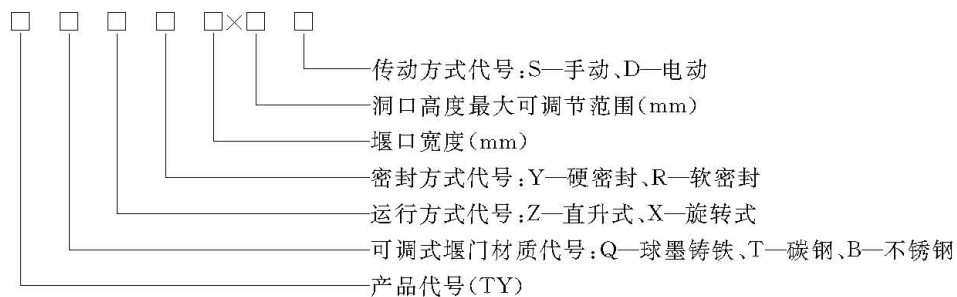 □ □ □ □ □×□ □
传动方式代号:S—手动、D—电动
洞口高度最大可调节范围(mm)
堰口宽度(mm)
密封方式代号:Y—硬密封、R—软密封
运行方式代号:Z—直升式、X—旋转式
可调式堰门材质代号:Q—球墨铸铁、T—碳钢、B—不锈钢
产品代号(TY)